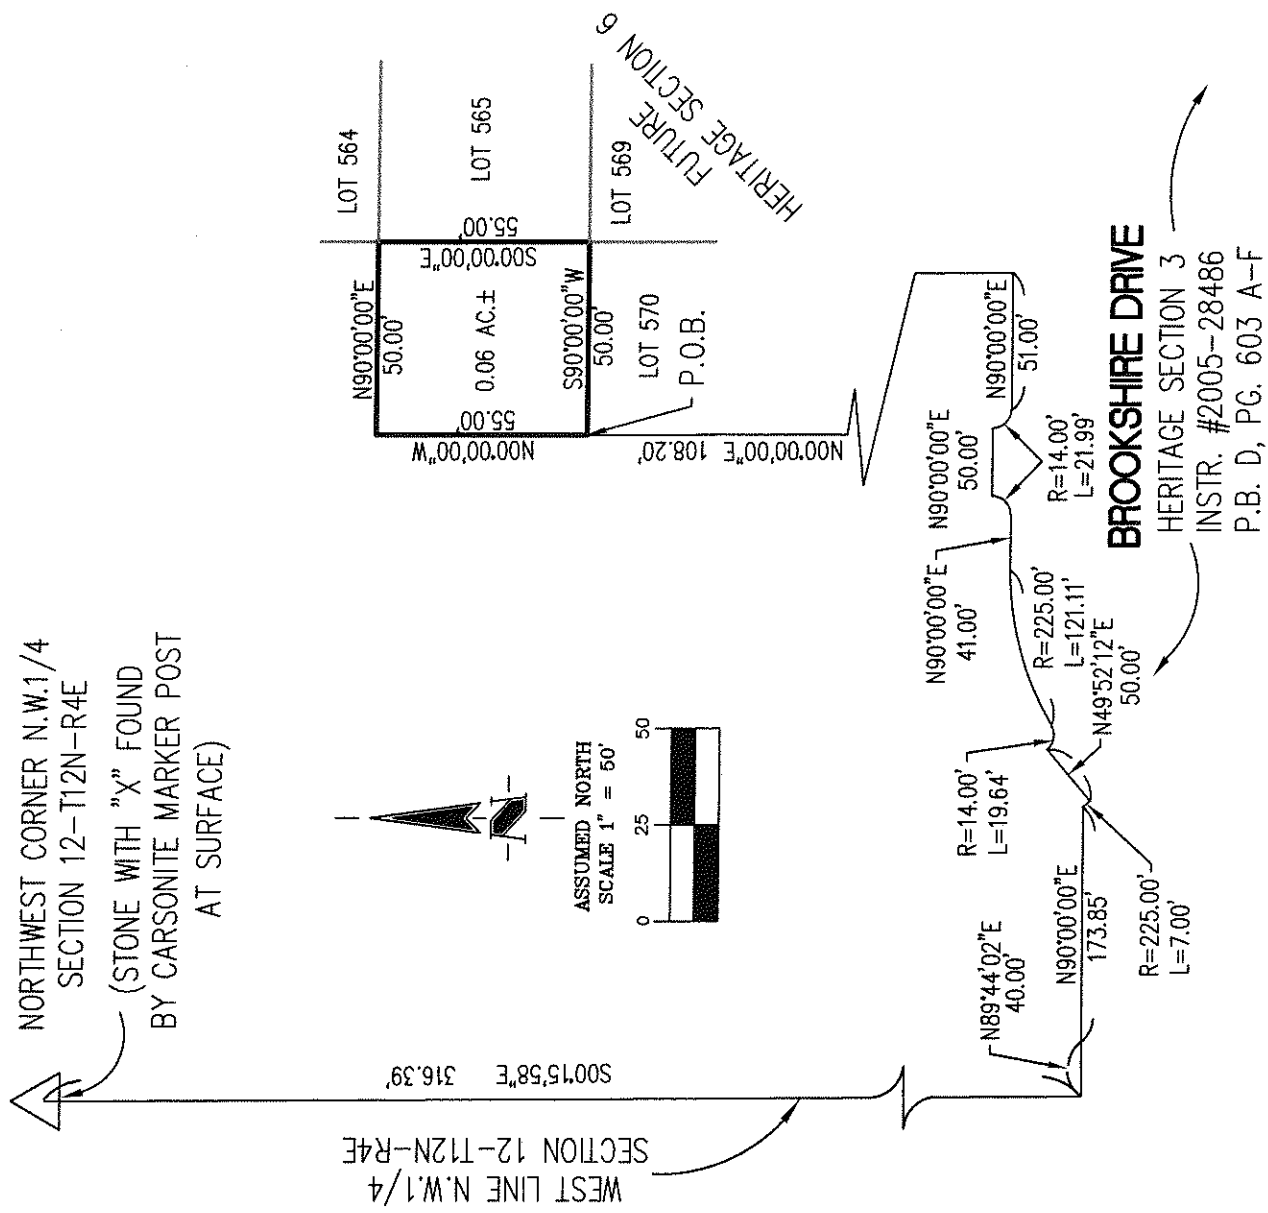 NORTHWEST CORNER N.W.1/4
SECTION 12-T12N-R4E
(STONE WITH "X" FOUND
BY CARSONITE MARKER POST
AT SURFACE)
WEST LINE N.W.1/4
SECTION 12-T12N-R4E
S00°15'58"E 316.39'
ASSUMED NORTH
SCALE 1" = 50'
0 25 50
LOT 564
LOT 565
LOT 569
FUTURE
HERITAGE SECTION 6
N90°00'00"E
50.00
S00°00'00"E
55.00'
0.06 AC.±
N00°00'00"W
55.00'
S90°00'00"W
50.00
LOT 570
P.O.B.
N00°00'00"E 108.20'
N89°44'02"E
40.00'
N90°00'00"E
173.85'
R=225.00'
L=7.00'
N49°52'12"E
50.00'
R=14.00'
L=19.64'
R=225.00'
L=121.11'
N90°00'00"E
41.00'
N90°00'00"E
50.00'
R=14.00'
L=21.99'
N90°00'00"E
51.00'
BROOKSHIRE DRIVE
HERITAGE SECTION 3
INSTR. #2005-28486
P.B. D, PG. 603 A-F